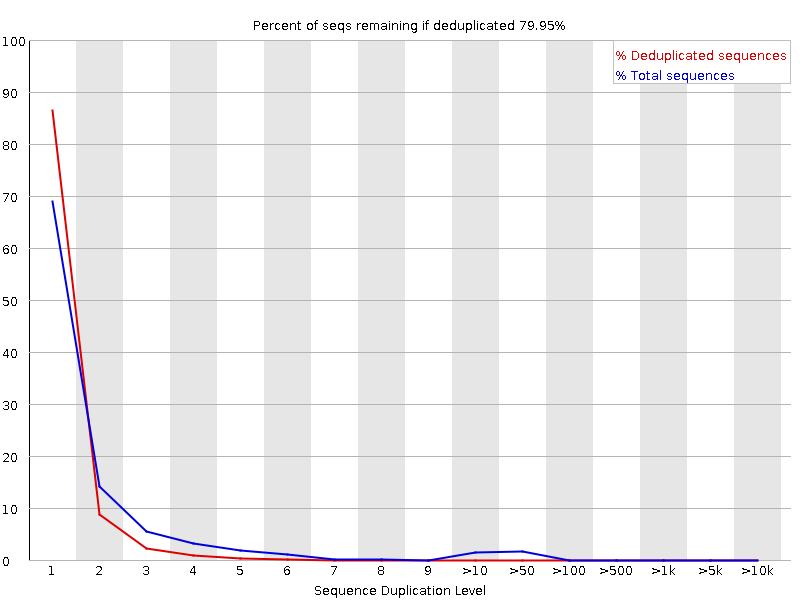 Percent of seqs remaining if deduplicated 79.95%
% Deduplicated sequences
% Total sequences
100
90
80
70
60
50
40
30
20
10
0
1 2 3 4 5 6 7 8 9 >10 >50 >100 >500 >1k >5k >10k
Sequence Duplication Level